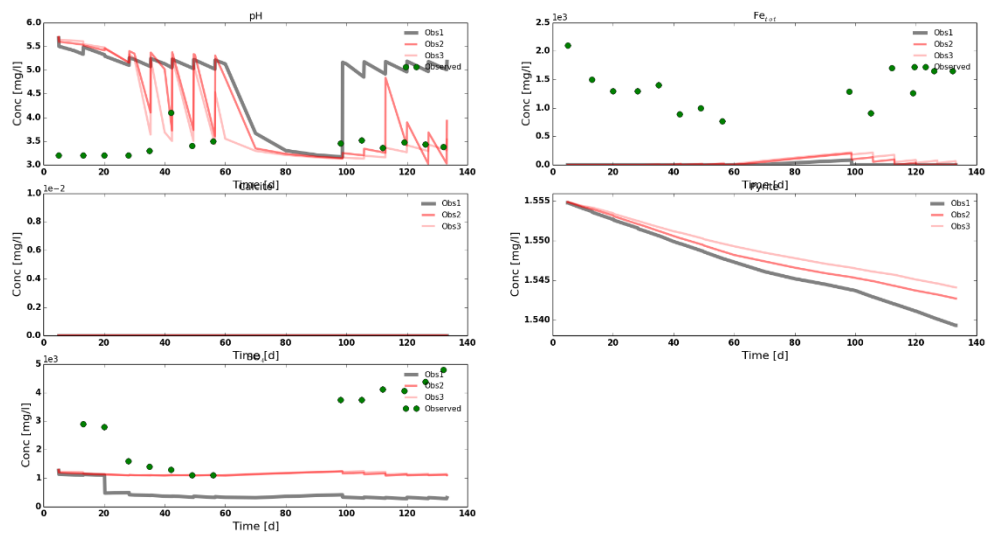 pH
Conc [mg/l]
6.0
5.5
5.0
4.5
4.0
3.5
3.0
0 20 40 60 80 100 120 140
Time [d]
Obs1
Obs2
Obs3
Observed
Fe_tot
1e3
Conc [mg/l]
2.5
2.0
1.5
1.0
0.5
0.0
0 20 40 60 80 100 120 140
Time [d]
Obs1
Obs2
Obs3
Observed
Calcite
1e-2
Conc [mg/l]
1.0
0.8
0.6
0.4
0.2
0.0
0 20 40 60 80 100 120 140
Time [d]
Obs1
Obs2
Obs3
Pyrite
Conc [mg/l]
1.555
1.550
1.545
1.540
0 20 40 60 80 100 120 140
Obs1
Obs2
Obs3
1e3
Conc [mg/l]
5
4
3
2
1
0
0 20 40 60 80 100 120 140
Time [d]
Obs1
Obs2
Obs3
Observed